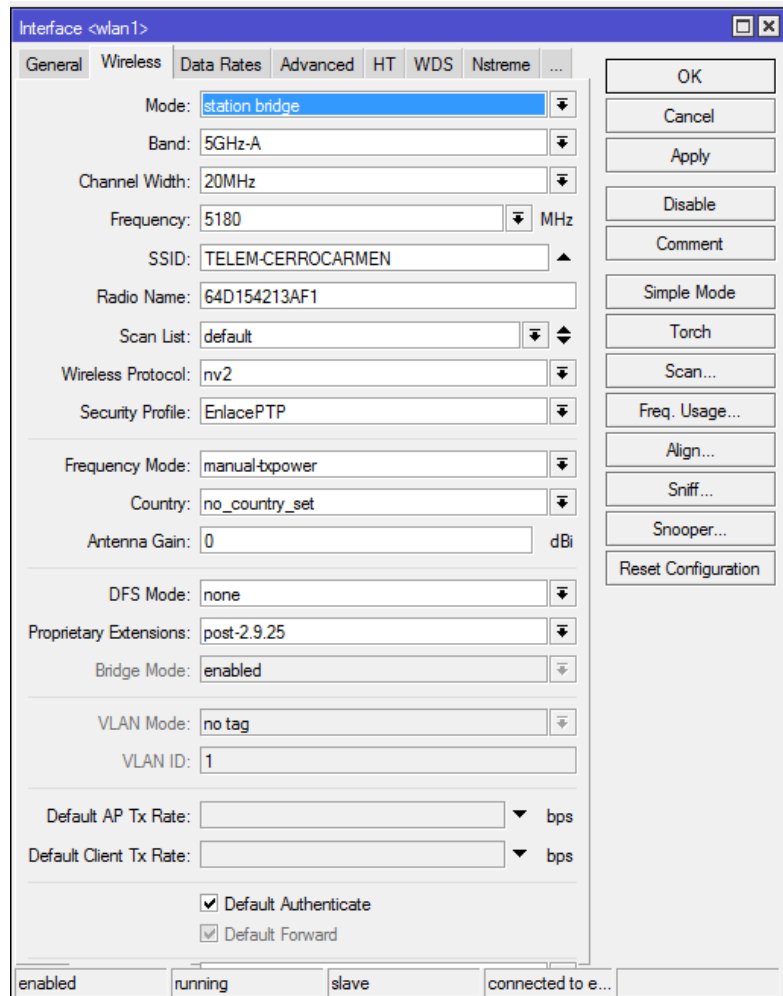 Interface <wlan1>
General Wireless Data Rates Advanced HT WDS Nstreme ...
Mode: station bridge
Band: 5GHz-A
Channel Width: 20MHz
Frequency: 5180 MHz
SSID: TELEM-CERROCARMEN
Radio Name: 64D154213AF1
Scan List: default
Wireless Protocol: nv2
Security Profile: EnlacePTP
Frequency Mode: manual-txpower
Country: no_country_set
Antenna Gain: 0 dBi
DFS Mode: none
Proprietary Extensions: post-2.9.25
Bridge Mode: enabled
VLAN Mode: no tag
VLAN ID: 1
Default AP Tx Rate: bps
Default Client Tx Rate: bps
Default Authenticate
Default Forward
OK
Cancel
Apply
Disable
Comment
Simple Mode
Torch
Scan...
Freq. Usage...
Align...
Sniff...
Snooper...
Reset Configuration
enabled running slave connected to e...